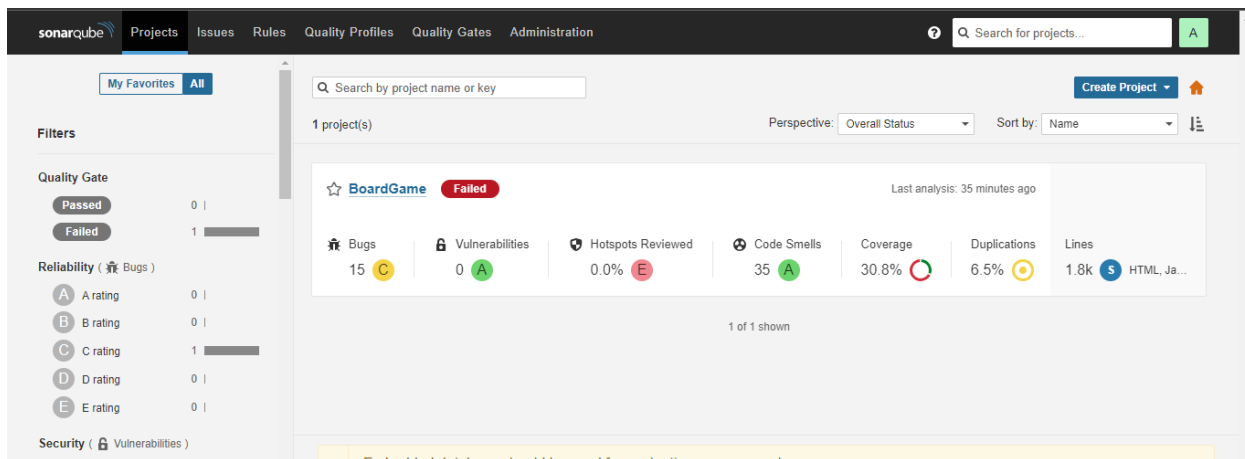 sonarqube Projects Issues Rules Quality Profiles Quality Gates Administration ? Search for projects... A
My Favorites All
Search by project name or key
Create Project
Filters
1 project(s)
Perspective: Overall Status
Sort by: Name
Quality Gate
Passed 0
Failed 1
Reliability ( Bugs )
A A rating 0
B B rating 0
C C rating 1
D D rating 0
E E rating 0
Security ( Vulnerabilities )
BoardGame Failed
Last analysis: 35 minutes ago
Bugs Vulnerabilities Hotspots Reviewed Code Smells Coverage Duplications Lines
15 C 0 A 0.0% E 35 A 30.8% 6.5% 1.8k S HTML, Ja...
1 of 1 shown